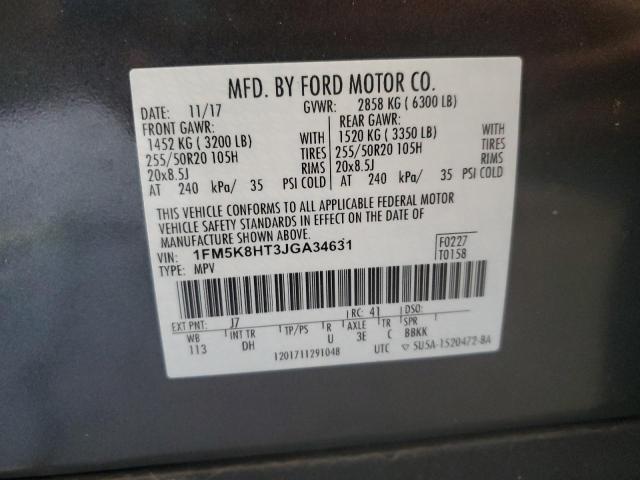 MFD. BY FORD MOTOR CO.
DATE: 11/17 GVWR: 2858 KG ( 6300 LB)
FRONT GAWR: REAR GAWR:
1452 KG ( 3200 LB) WITH 1520 KG ( 3350 LB) WITH
255/50R20 105H TIRES 255/50R20 105H TIRES
20x8.5J RIMS 20x8.5J RIMS
AT 240 kPa/ 35 PSI COLD AT 240 kPa/ 35 PSI COLD
THIS VEHICLE CONFORMS TO ALL APPLICABLE FEDERAL MOTOR
VEHICLE SAFETY STANDARDS IN EFFECT ON THE DATE OF
MANUFACTURE SHOWN ABOVE.
VIN: 1FM5K8HT3JGA34631 F0227
TYPE: MPV T0158
EXT PNT: J7 RC: 41 DSO:
WB INT TR TP/PS R AXLE TR SPR
113 DH U 3E C BBKK
1201711291048 UTC ▽ 5U5A-1520472-BA